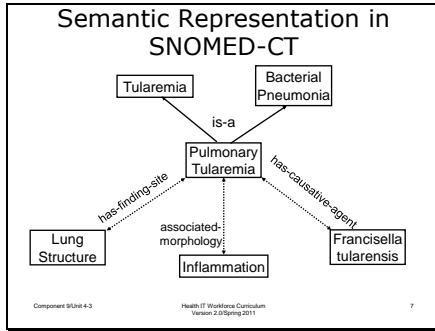 Semantic Representation in
SNOMED-CT
Tularemia
Bacterial
Pneumonia
is-a
Pulmonary
Tularemia
has-finding-site
associated-
morphology
has-causative-agent
Lung
Structure
Inflammation
Francisella
tularensis
Component 9/Unit 4-3
Health IT Workforce Curriculum
Version 2.0/Spring 2011
7